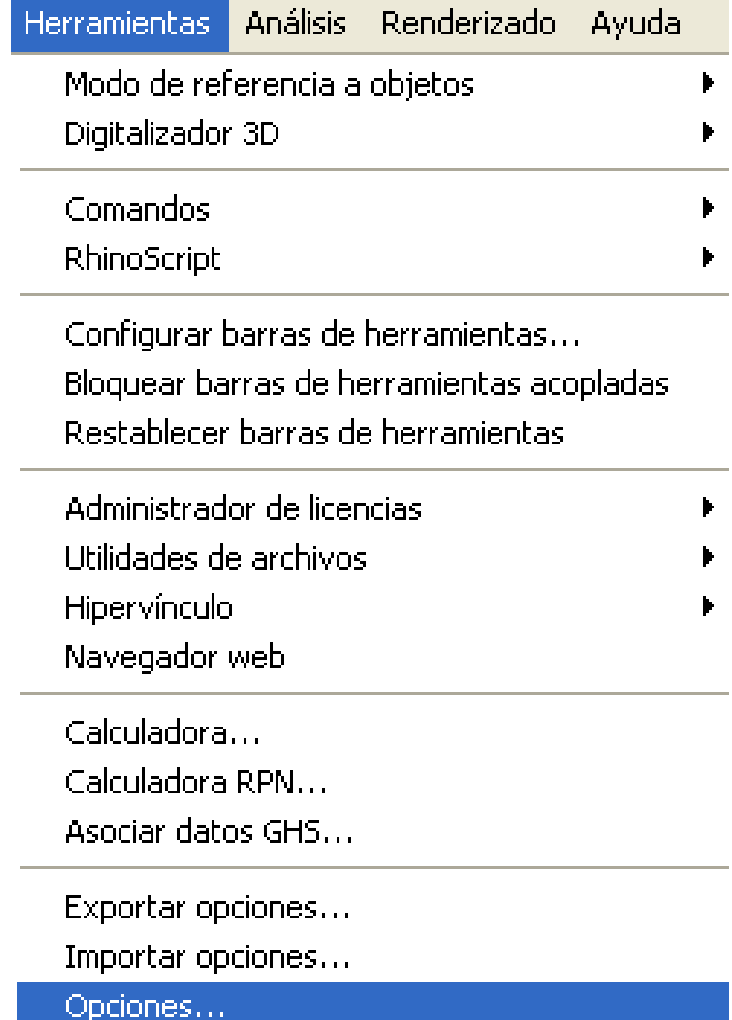 Herramientas Análisis Renderizado Ayuda
Modo de referencia a objetos
Digitalizador 3D
Comandos
RhinoScript
Configurar barras de herramientas...
Bloquear barras de herramientas acopladas
Restablecer barras de herramientas
Administrador de licencias
Utilidades de archivos
Hipervínculo
Navegador web
Calculadora...
Calculadora RPN...
Asociar datos GHS...
Exportar opciones...
Importar opciones...
Opciones...